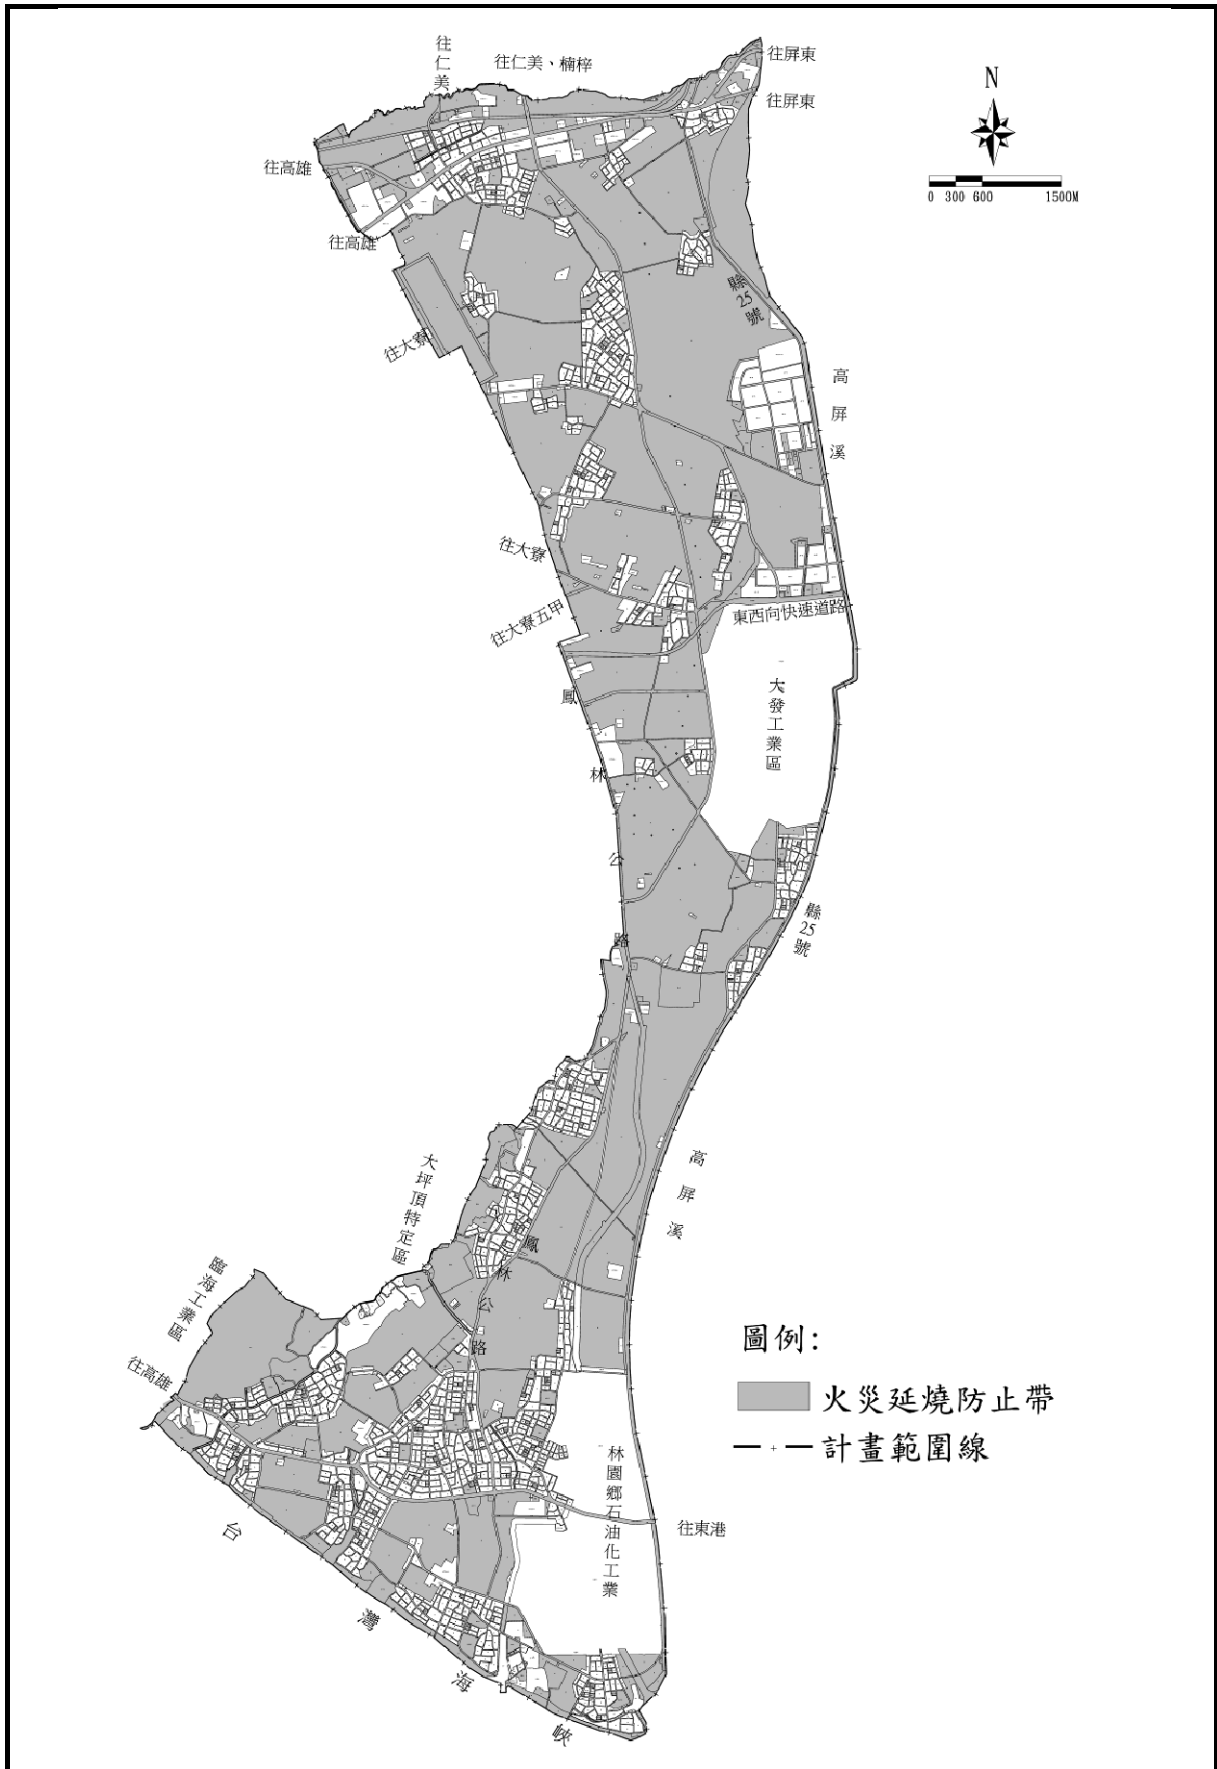 往仁美
往仁美、楠梓
往屏東
N
往屏東
往高雄
0 300 600 1500M
往高雄
縣25號
往大寮
高屏溪
往大寮
往大寮五甲
東西向快速道路
大發工業區
鳳林公路
縣25號
高屏溪
大坪頂特定區
鳳林公路
臨海工業區
往高雄
圖例:
火災延燒防止帶
計畫範圍線
林園鄉石油化工業
往東港
台灣海峽